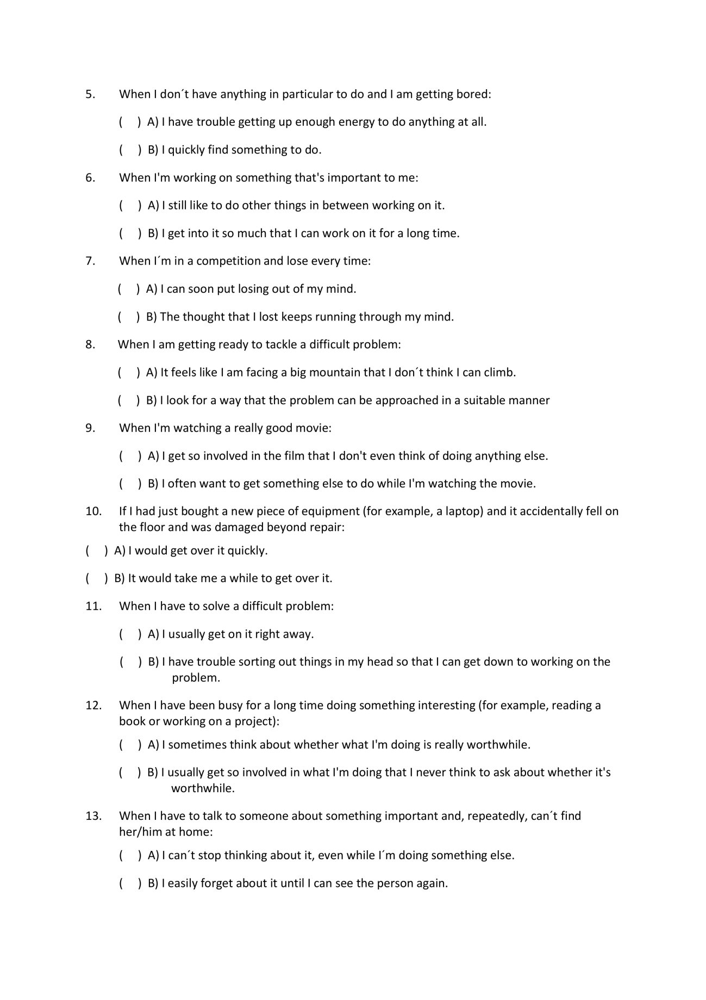 5. When I don´t have anything in particular to do and I am getting bored:
( ) A) I have trouble getting up enough energy to do anything at all.
( ) B) I quickly find something to do.
6. When I'm working on something that's important to me:
( ) A) I still like to do other things in between working on it.
( ) B) I get into it so much that I can work on it for a long time.
7. When I´m in a competition and lose every time:
( ) A) I can soon put losing out of my mind.
( ) B) The thought that I lost keeps running through my mind.
8. When I am getting ready to tackle a difficult problem:
( ) A) It feels like I am facing a big mountain that I don´t think I can climb.
( ) B) I look for a way that the problem can be approached in a suitable manner
9. When I'm watching a really good movie:
( ) A) I get so involved in the film that I don't even think of doing anything else.
( ) B) I often want to get something else to do while I'm watching the movie.
10. If I had just bought a new piece of equipment (for example, a laptop) and it accidentally fell on
the floor and was damaged beyond repair:
( ) A) I would get over it quickly.
( ) B) It would take me a while to get over it.
11. When I have to solve a difficult problem:
( ) A) I usually get on it right away.
( ) B) I have trouble sorting out things in my head so that I can get down to working on the
problem.
12. When I have been busy for a long time doing something interesting (for example, reading a
book or working on a project):
( ) A) I sometimes think about whether what I'm doing is really worthwhile.
( ) B) I usually get so involved in what I'm doing that I never think to ask about whether it's
worthwhile.
13. When I have to talk to someone about something important and, repeatedly, can´t find
her/him at home:
( ) A) I can´t stop thinking about it, even while I´m doing something else.
( ) B) I easily forget about it until I can see the person again.